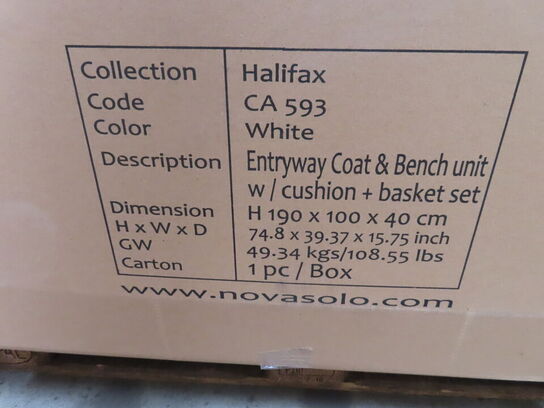 Collection Halifax
Code CA 593
Color White
Description Entryway Coat & Bench unit
w / cushion + basket set
Dimension H 190 x 100 x 40 cm
H x W x D 74.8 x 39.37 x 15.75 inch
GW 49.34 kgs/108.55 lbs
Carton 1 pc / Box
www.novasolo.com